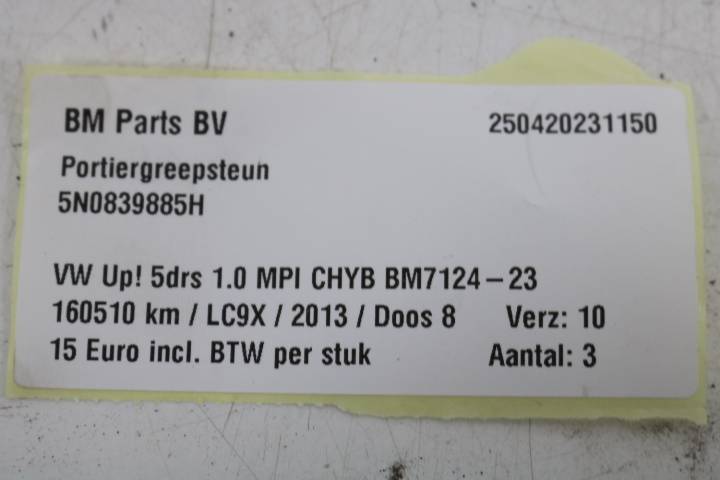 BM Parts BV 250420231150
Portiergreepsteun
5N0839885H
VW Up! 5drs 1.0 MPI CHYB BM7124-23
160510 km / LC9X / 2013 / Doos 8 Verz: 10
15 Euro incl. BTW per stuk Aantal: 3